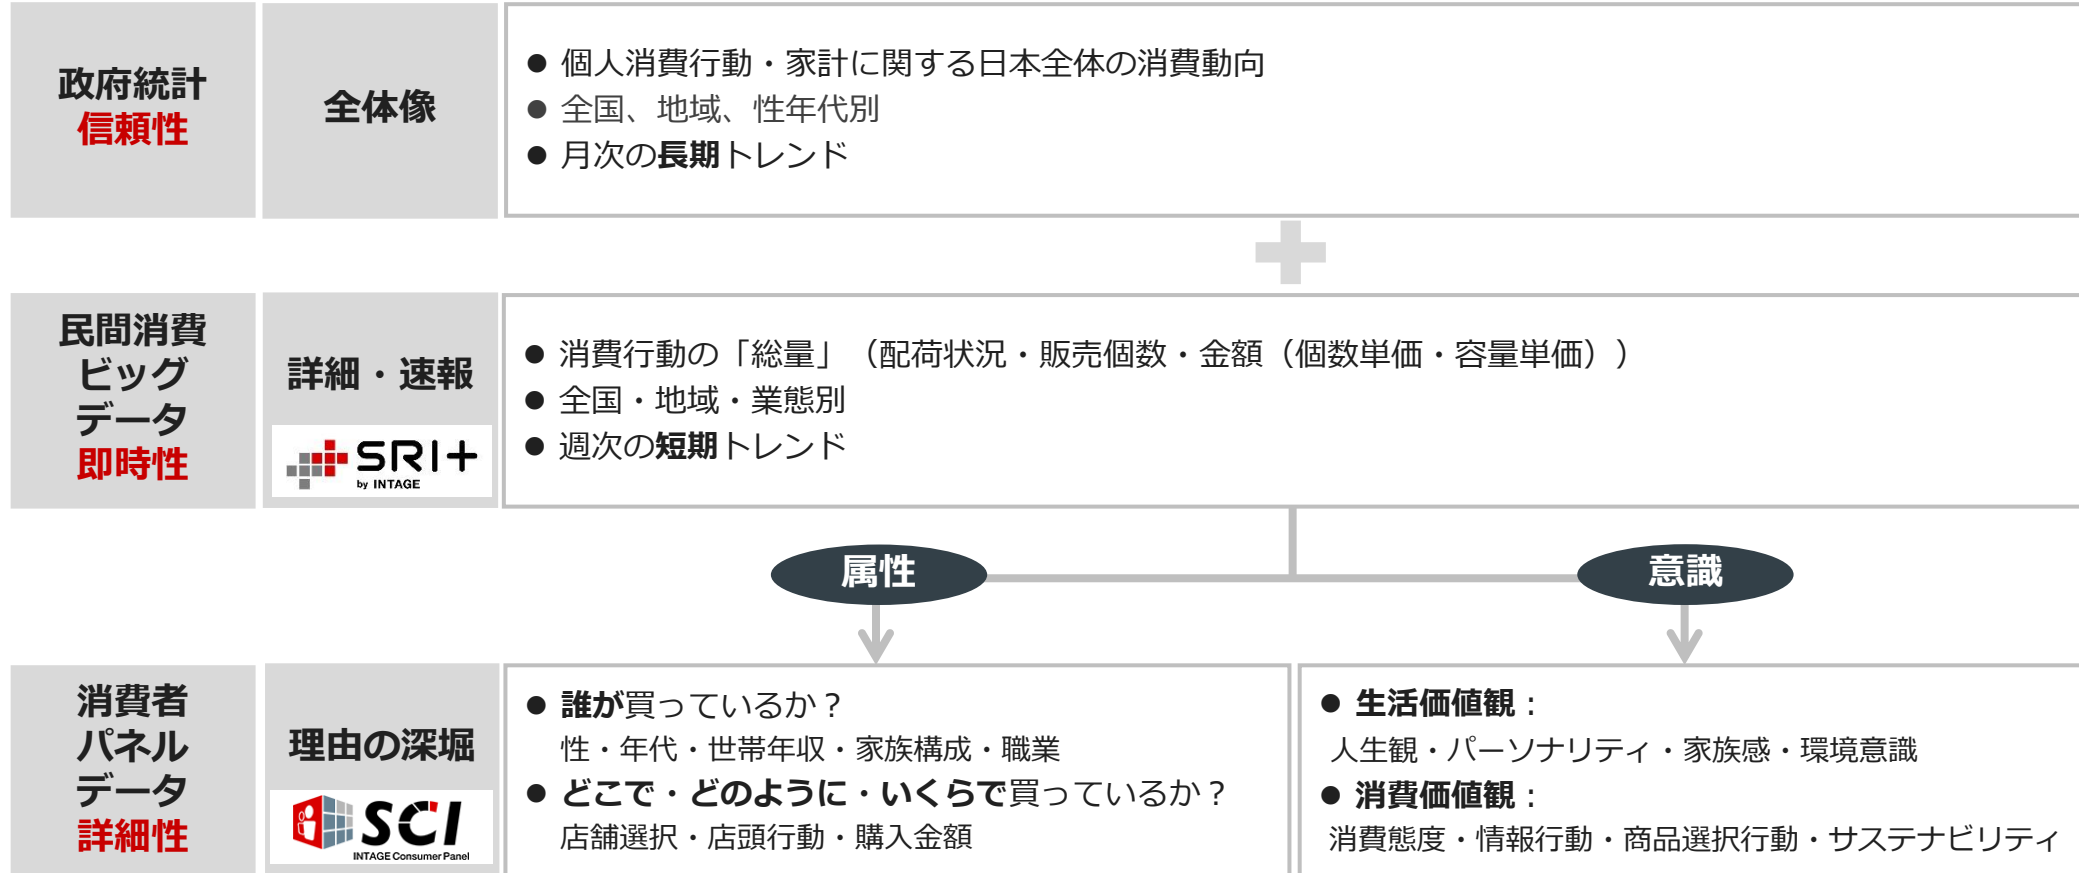 政府統計
信頼性
全体像
● 個人消費行動・家計に関する日本全体の消費動向
● 全国、地域、性年代別
● 月次の長期トレンド
民間消費
ビッグ
データ
即時性
詳細・速報
SRI+
by INTAGE
● 消費行動の「総量」（配荷状況・販売個数・金額（個数単価・容量単価））
● 全国・地域・業態別
● 週次の短期トレンド
属性
意識
消費者
パネル
データ
詳細性
理由の深堀
SCI
INTAGE Consumer Panel
● 誰が買っているか？
性・年代・世帯年収・家族構成・職業
● どこで・どのように・いくらで買っているか？
店舗選択・店頭行動・購入金額
● 生活価値観：
人生観・パーソナリティ・家族感・環境意識
● 消費価値観：
消費態度・情報行動・商品選択行動・サステナビリティ